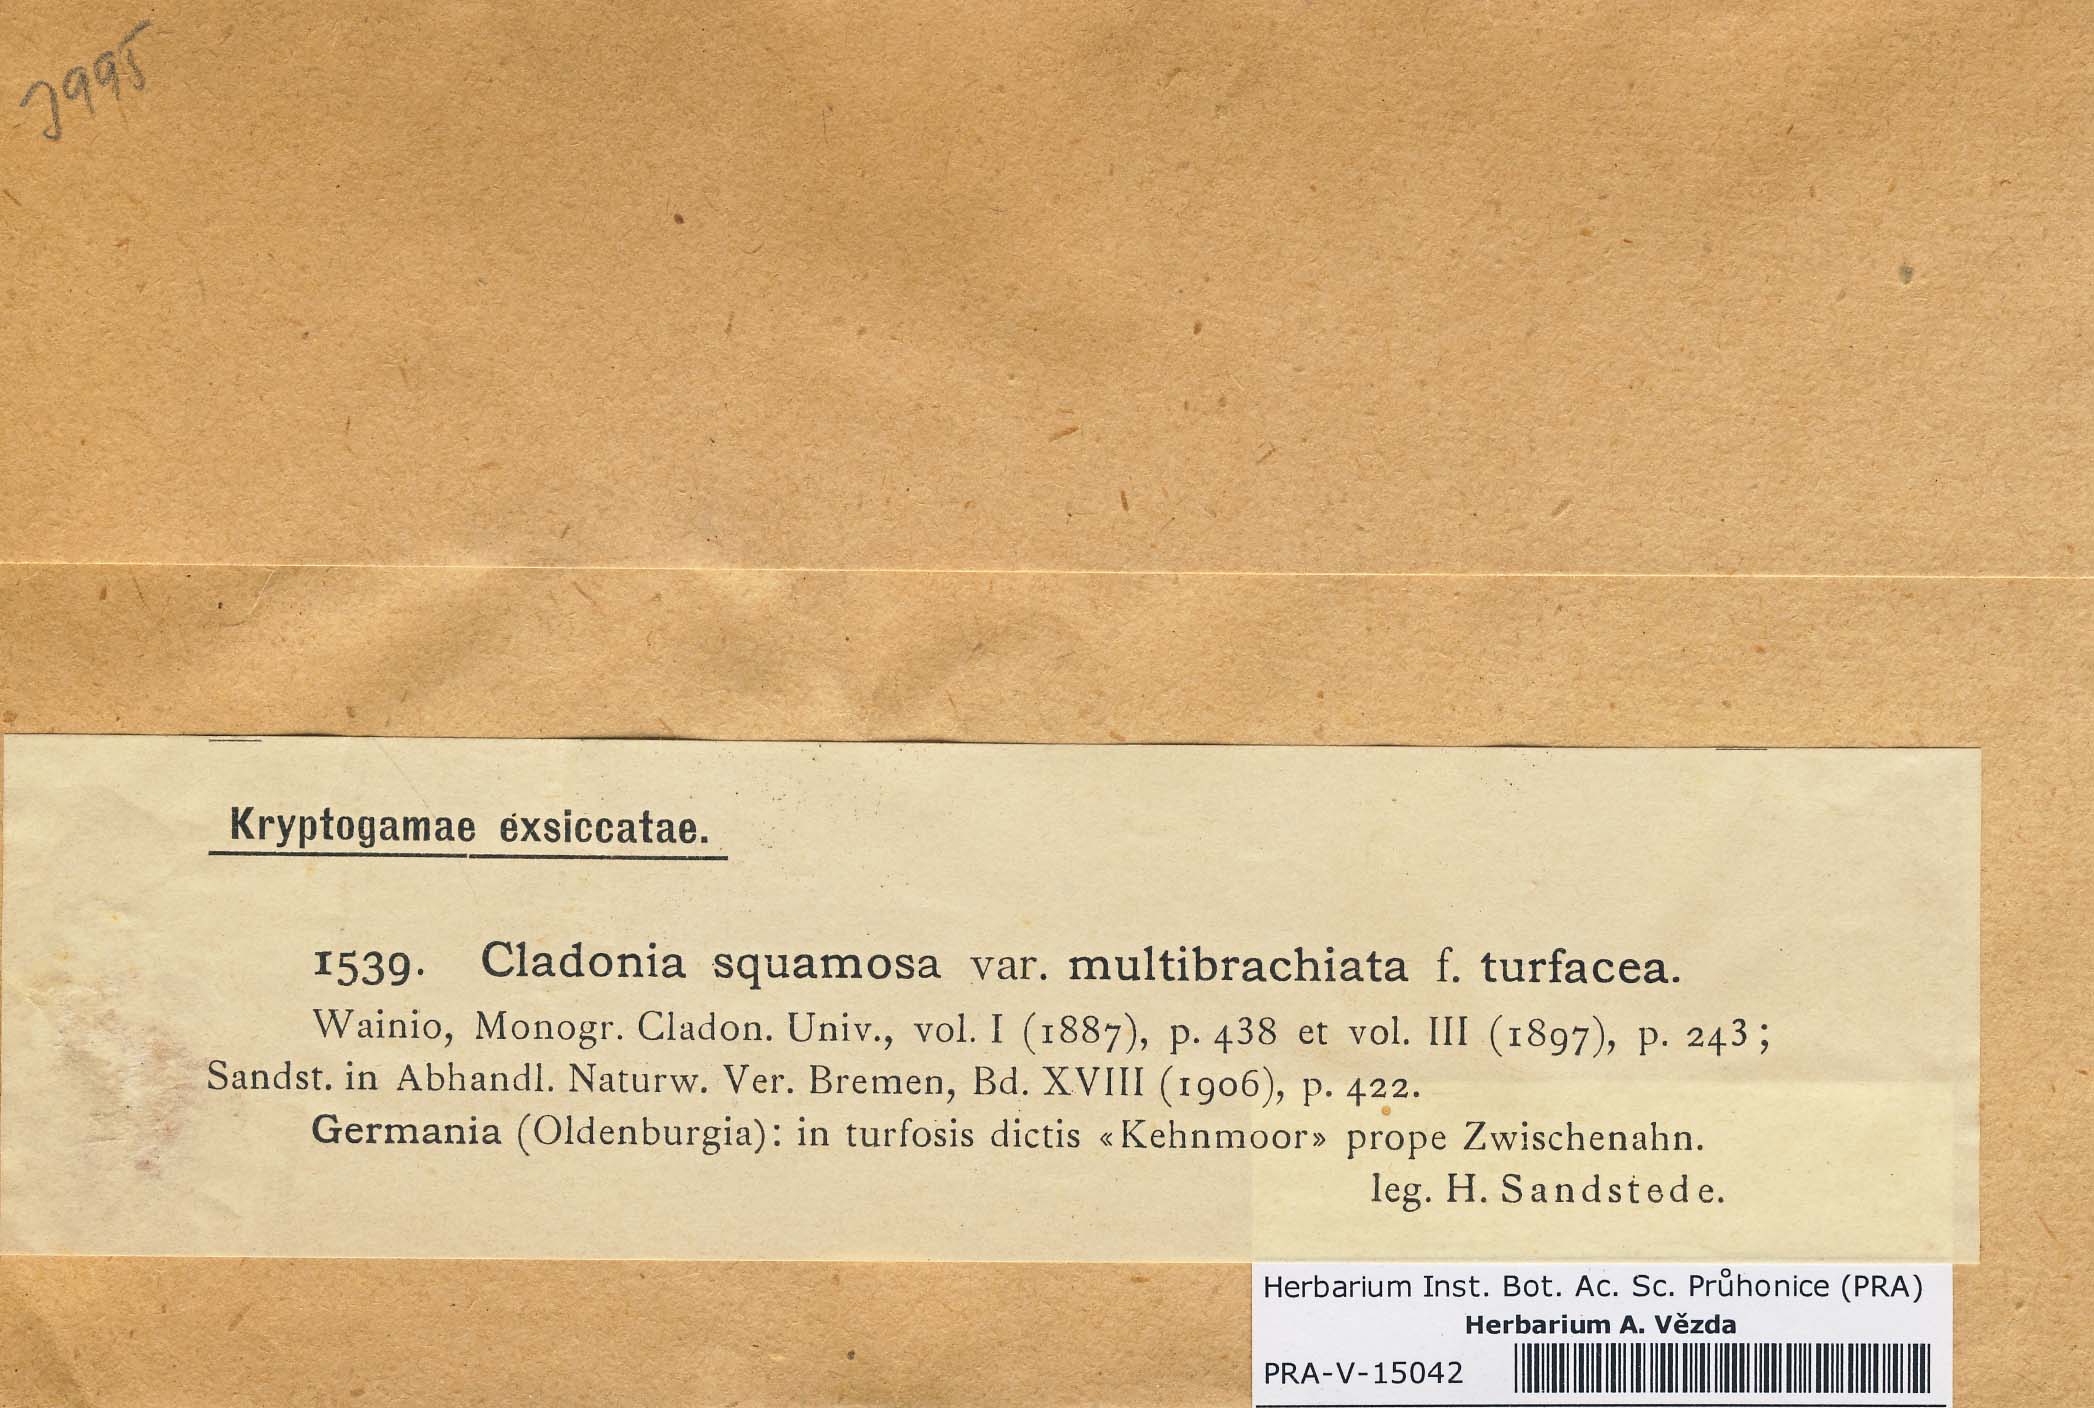 Kryptogamae exsiccatae.
1539. Cladonia squamosa var. multibrachiata f. turfacea.
Wainio, Monogr. Cladon. Univ., vol. I (1887), p. 438 et vol. III (1897), p. 243;
Sandst. in Abhandl. Naturw. Ver. Bremen, Bd. XVIII (1906), p. 422.
Germania (Oldenburgia): in turfosis dictis «Kehnmoor» prope Zwischenahn.
leg. H. Sandstede.
Herbarium Inst. Bot. Ac. Sc. Průhonice (PRA)
Herbarium A. Vězda
PRA-V-15042